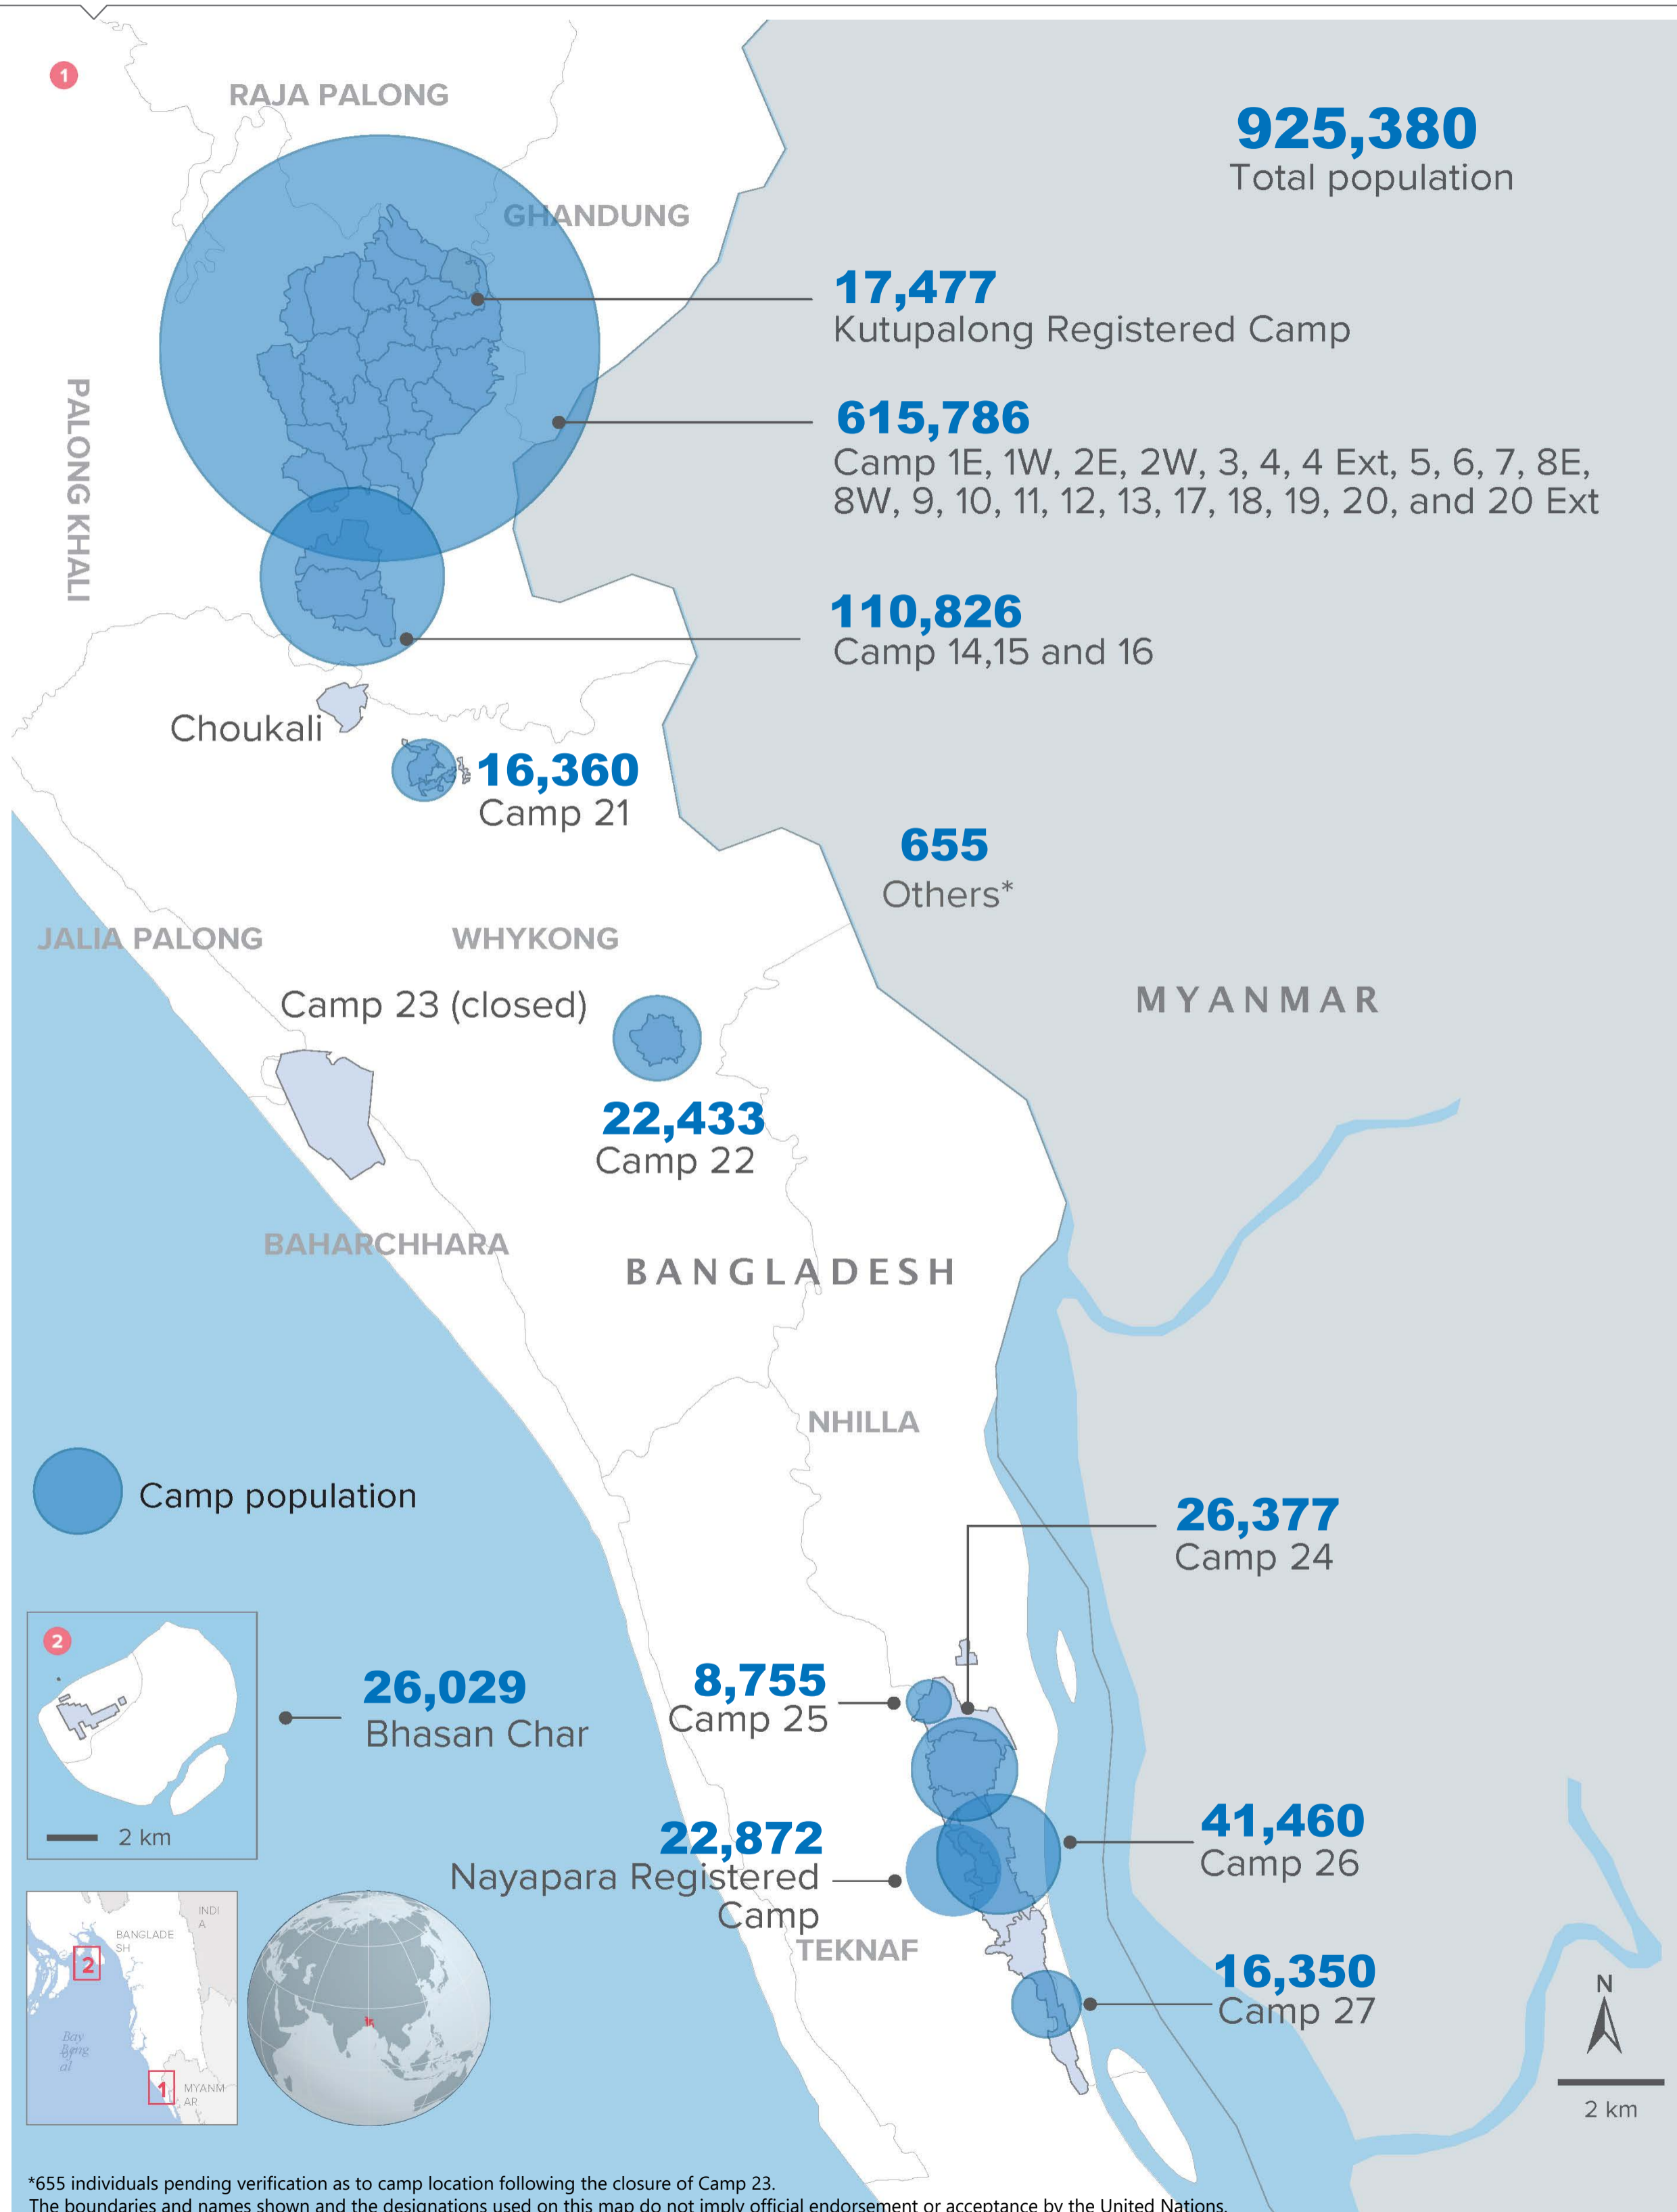 1
RAJA PALONG
925,380
Total population
GHANDUNG
17,477
Kutupalong Registered Camp
PALONG KHALI
615,786
Camp 1E, 1W, 2E, 2W, 3, 4, 4 Ext, 5, 6, 7, 8E,
8W, 9, 10, 11, 12, 13, 17, 18, 19, 20, and 20 Ext
110,826
Camp 14,15 and 16
Choukali
16,360
Camp 21
655
Others*
JALIA PALONG
WHYKONG
MYANMAR
Camp 23 (closed)
22,433
Camp 22
BAHARCHHARA
BANGLADESH
NHILLA
Camp population
26,377
Camp 24
2
26,029
Bhasan Char
2 km
8,755
Camp 25
22,872
Nayapara Registered
Camp
41,460
Camp 26
TEKNAF
16,350
Camp 27
INDI
A
BANGLADE
SH
2
Bay
al
1
MYANM
AR
N
2 km
*655 individuals pending verification as to camp location following the closure of Camp 23.
The boundaries and names shown and the designations used on this map do not imply official endorsement or acceptance by the United Nations.